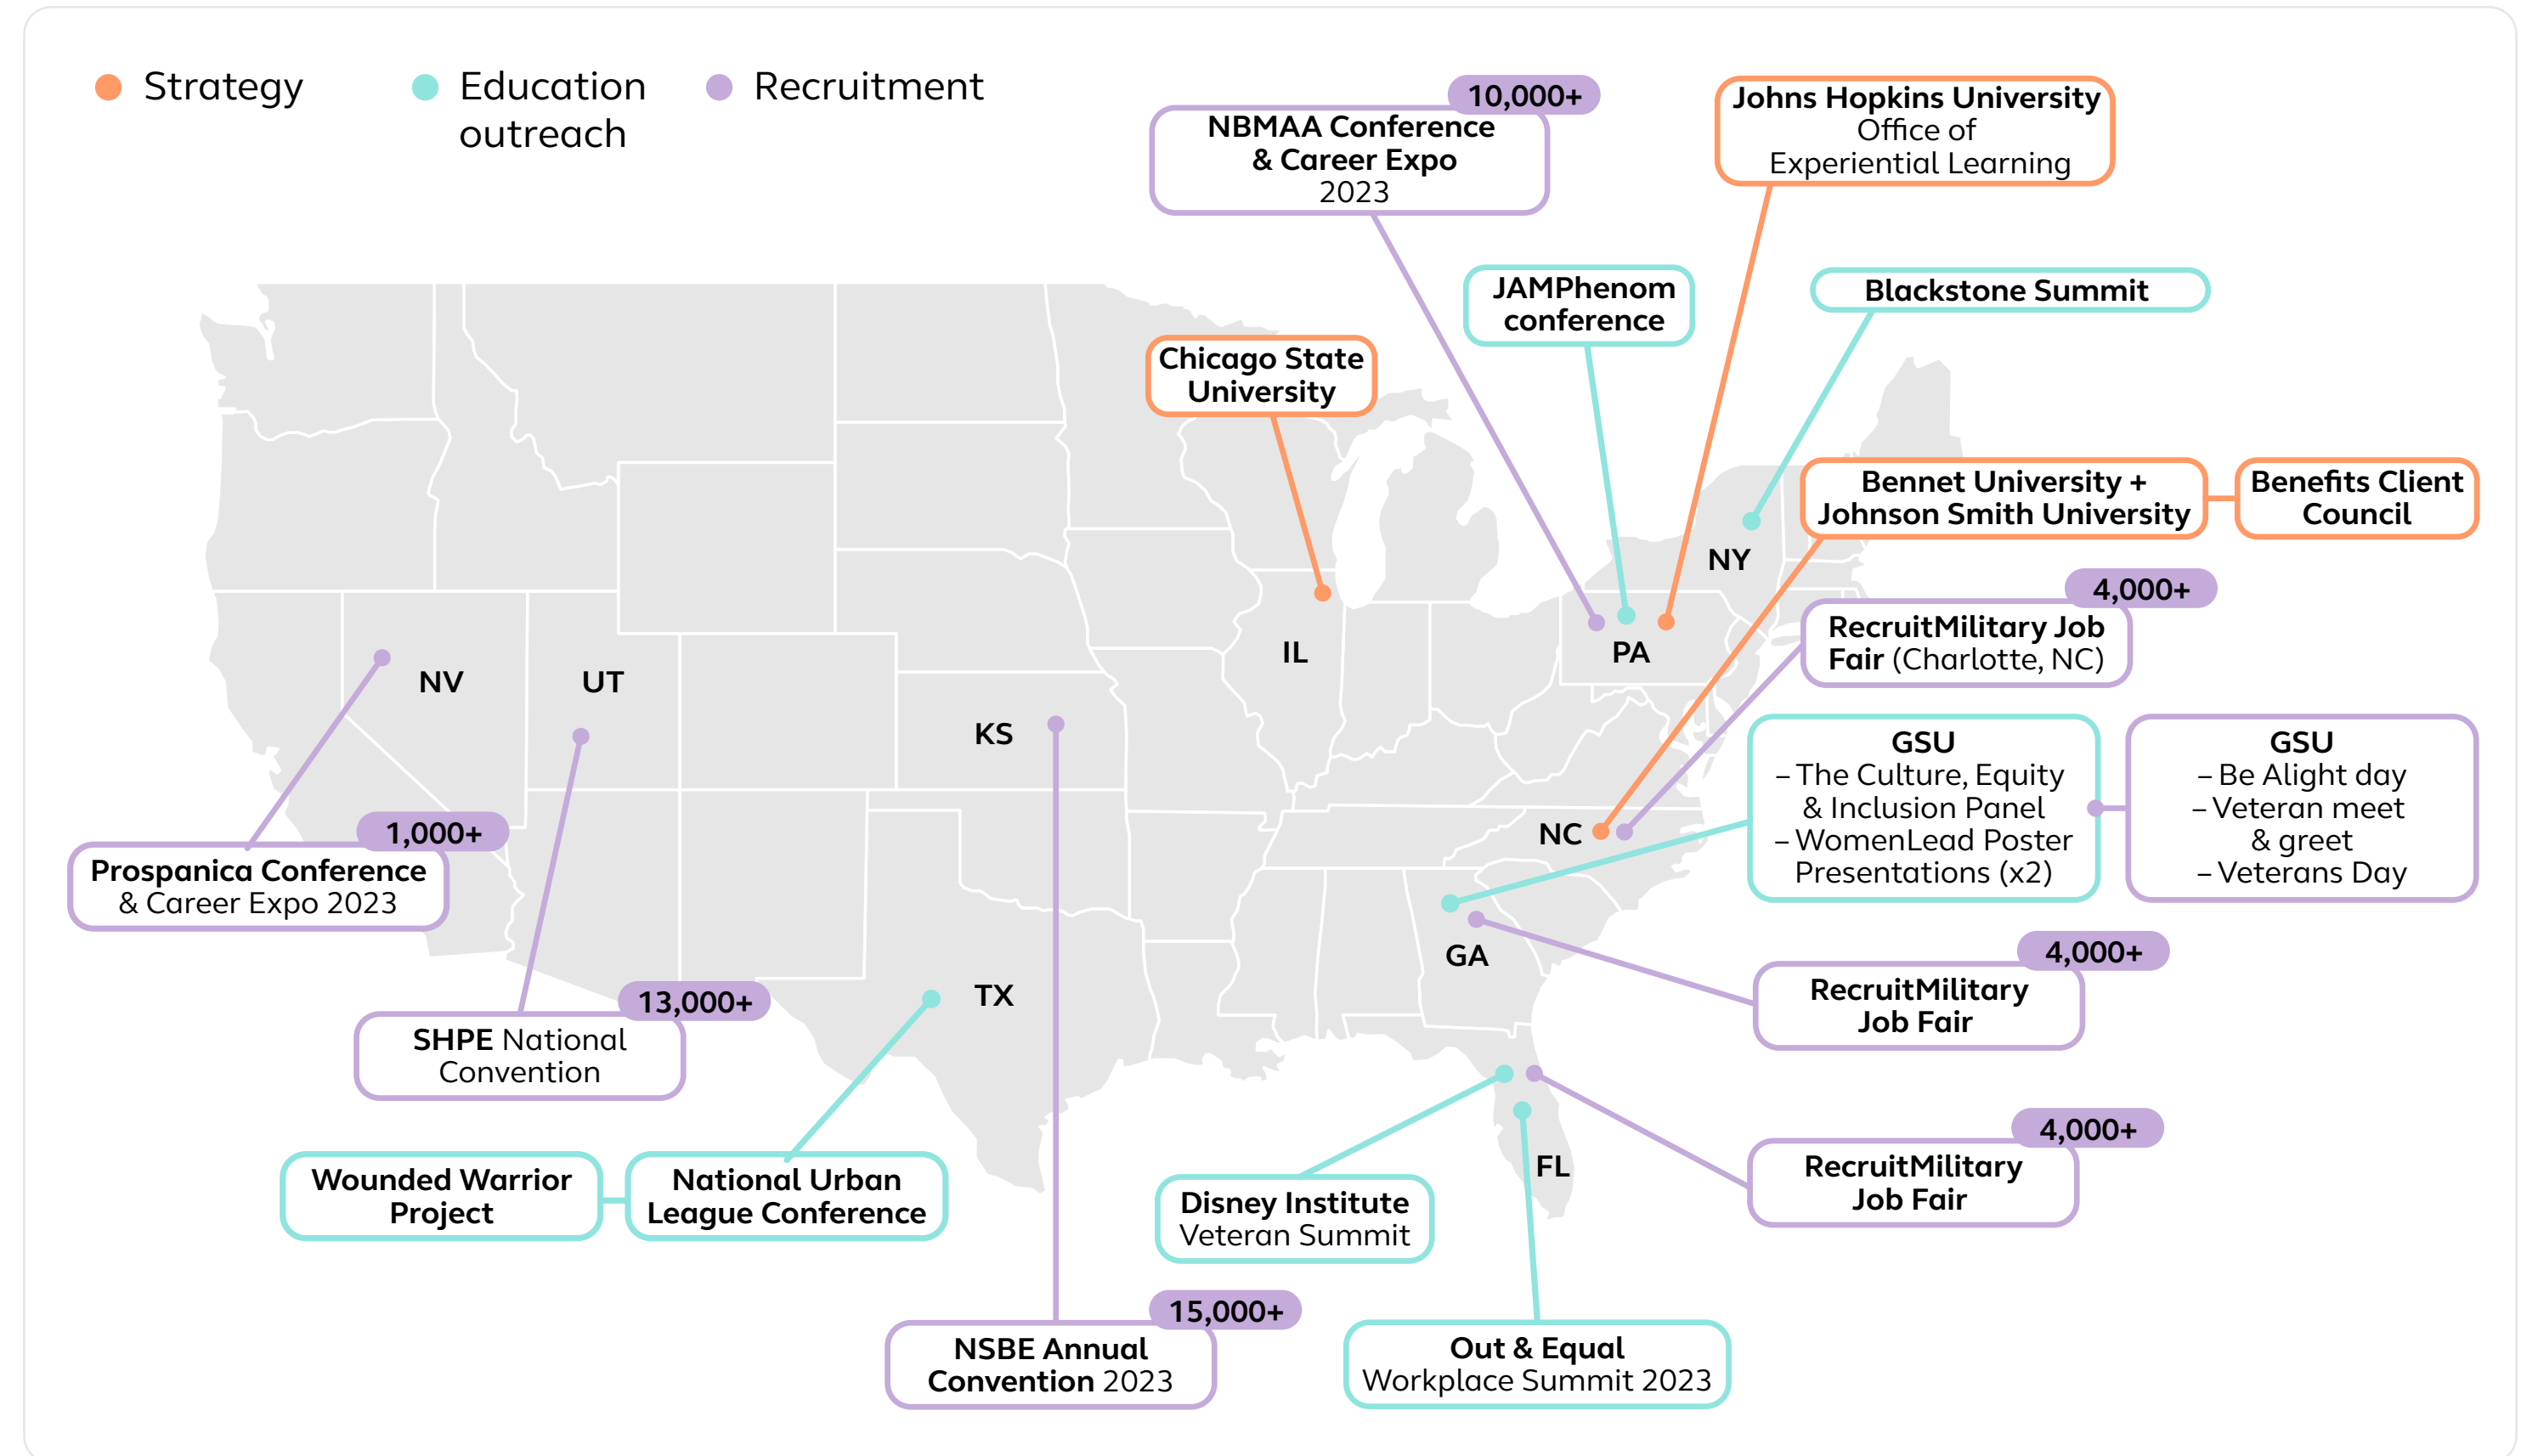 Strategy
Education
outreach
Recruitment
10,000+
NBMAA Conference
& Career Expo
2023
Johns Hopkins University
Office of
Experiential Learning
JAMPhenom
conference
Blackstone Summit
Chicago State
University
Bennet University +
Johnson Smith University
Benefits Client
Council
NY
4,000+
RecruitMilitary Job
Fair (Charlotte, NC)
IL
PA
NV
UT
KS
GSU
– The Culture, Equity
& Inclusion Panel
– WomenLead Poster
Presentations (x2)
GSU
– Be Alight day
– Veteran meet
& greet
– Veterans Day
NC
1,000+
Prospanica Conference
& Career Expo 2023
GA
4,000+
RecruitMilitary
Job Fair
TX
13,000+
SHPE National
Convention
4,000+
RecruitMilitary
Job Fair
FL
Wounded Warrior
Project
National Urban
League Conference
Disney Institute
Veteran Summit
15,000+
NSBE Annual
Convention 2023
Out & Equal
Workplace Summit 2023